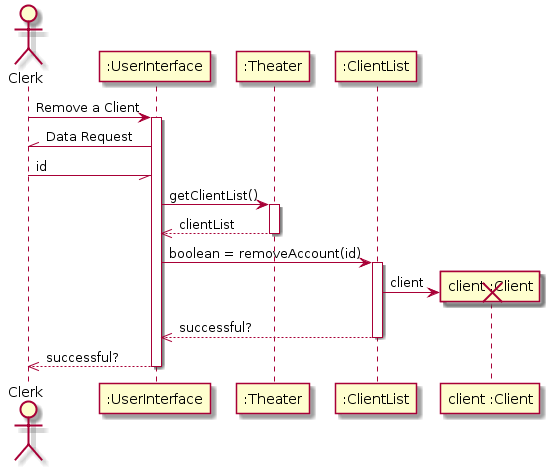 Clerk
:UserInterface
:Theater
:ClientList
Remove a Client
Data Request
id
getClientList()
clientList
boolean = removeAccount(id)
client
client :Client
successful?
successful?
Clerk
:UserInterface
:Theater
:ClientList
client :Client